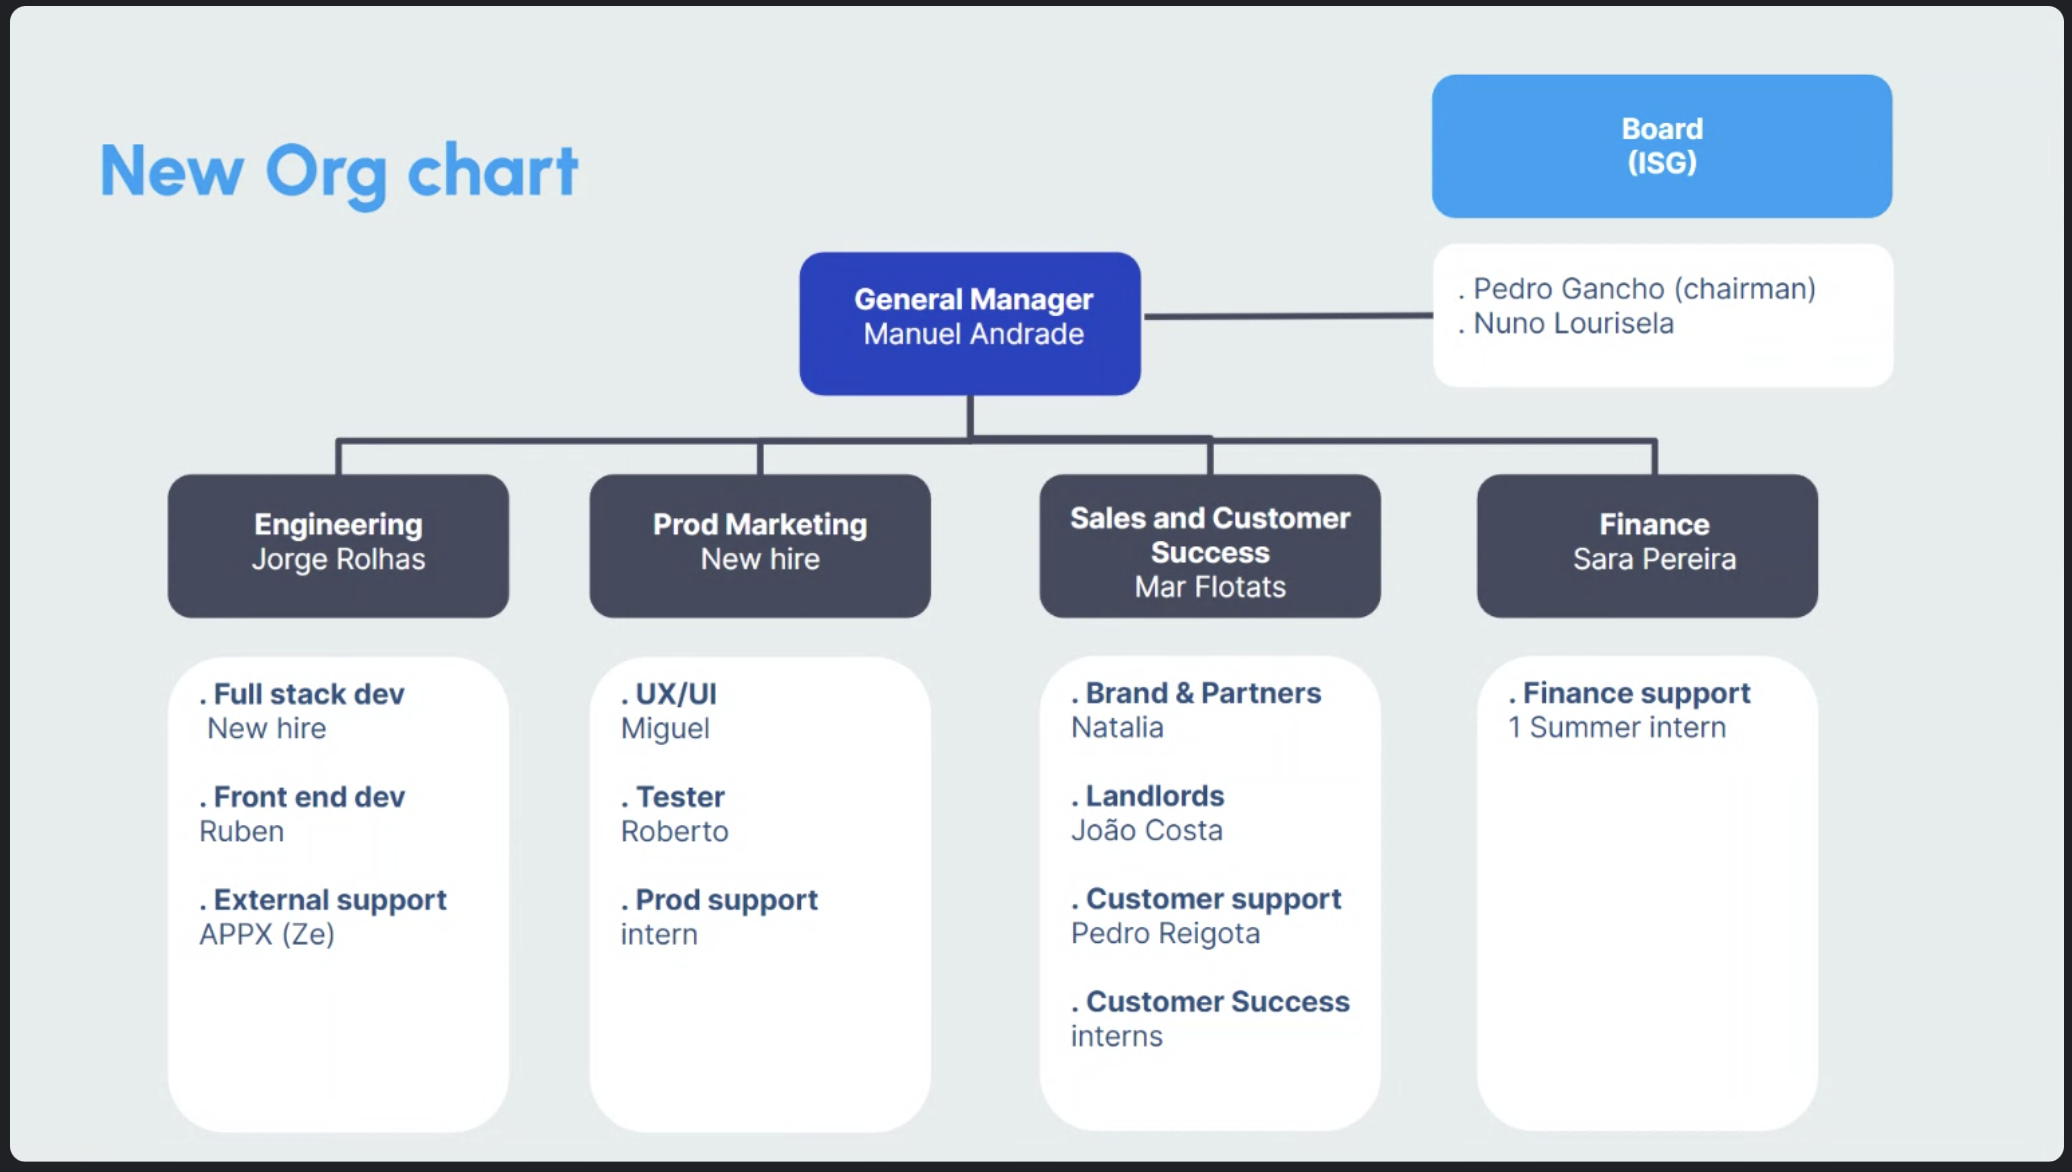 New Org chart
Board
(ISG)
General Manager
Manuel Andrade
. Pedro Gancho (chairman)
. Nuno Lourisela
Engineering
Jorge Rolhas
Prod Marketing
New hire
Sales and Customer
Success
Mar Flotats
Finance
Sara Pereira
. Full stack dev
New hire
. Front end dev
Ruben
. External support
APPX (Ze)
. UX/UI
Miguel
. Tester
Roberto
. Prod support
intern
. Brand & Partners
Natalia
. Landlords
João Costa
. Customer support
Pedro Reigota
. Customer Success
interns
. Finance support
1 Summer intern